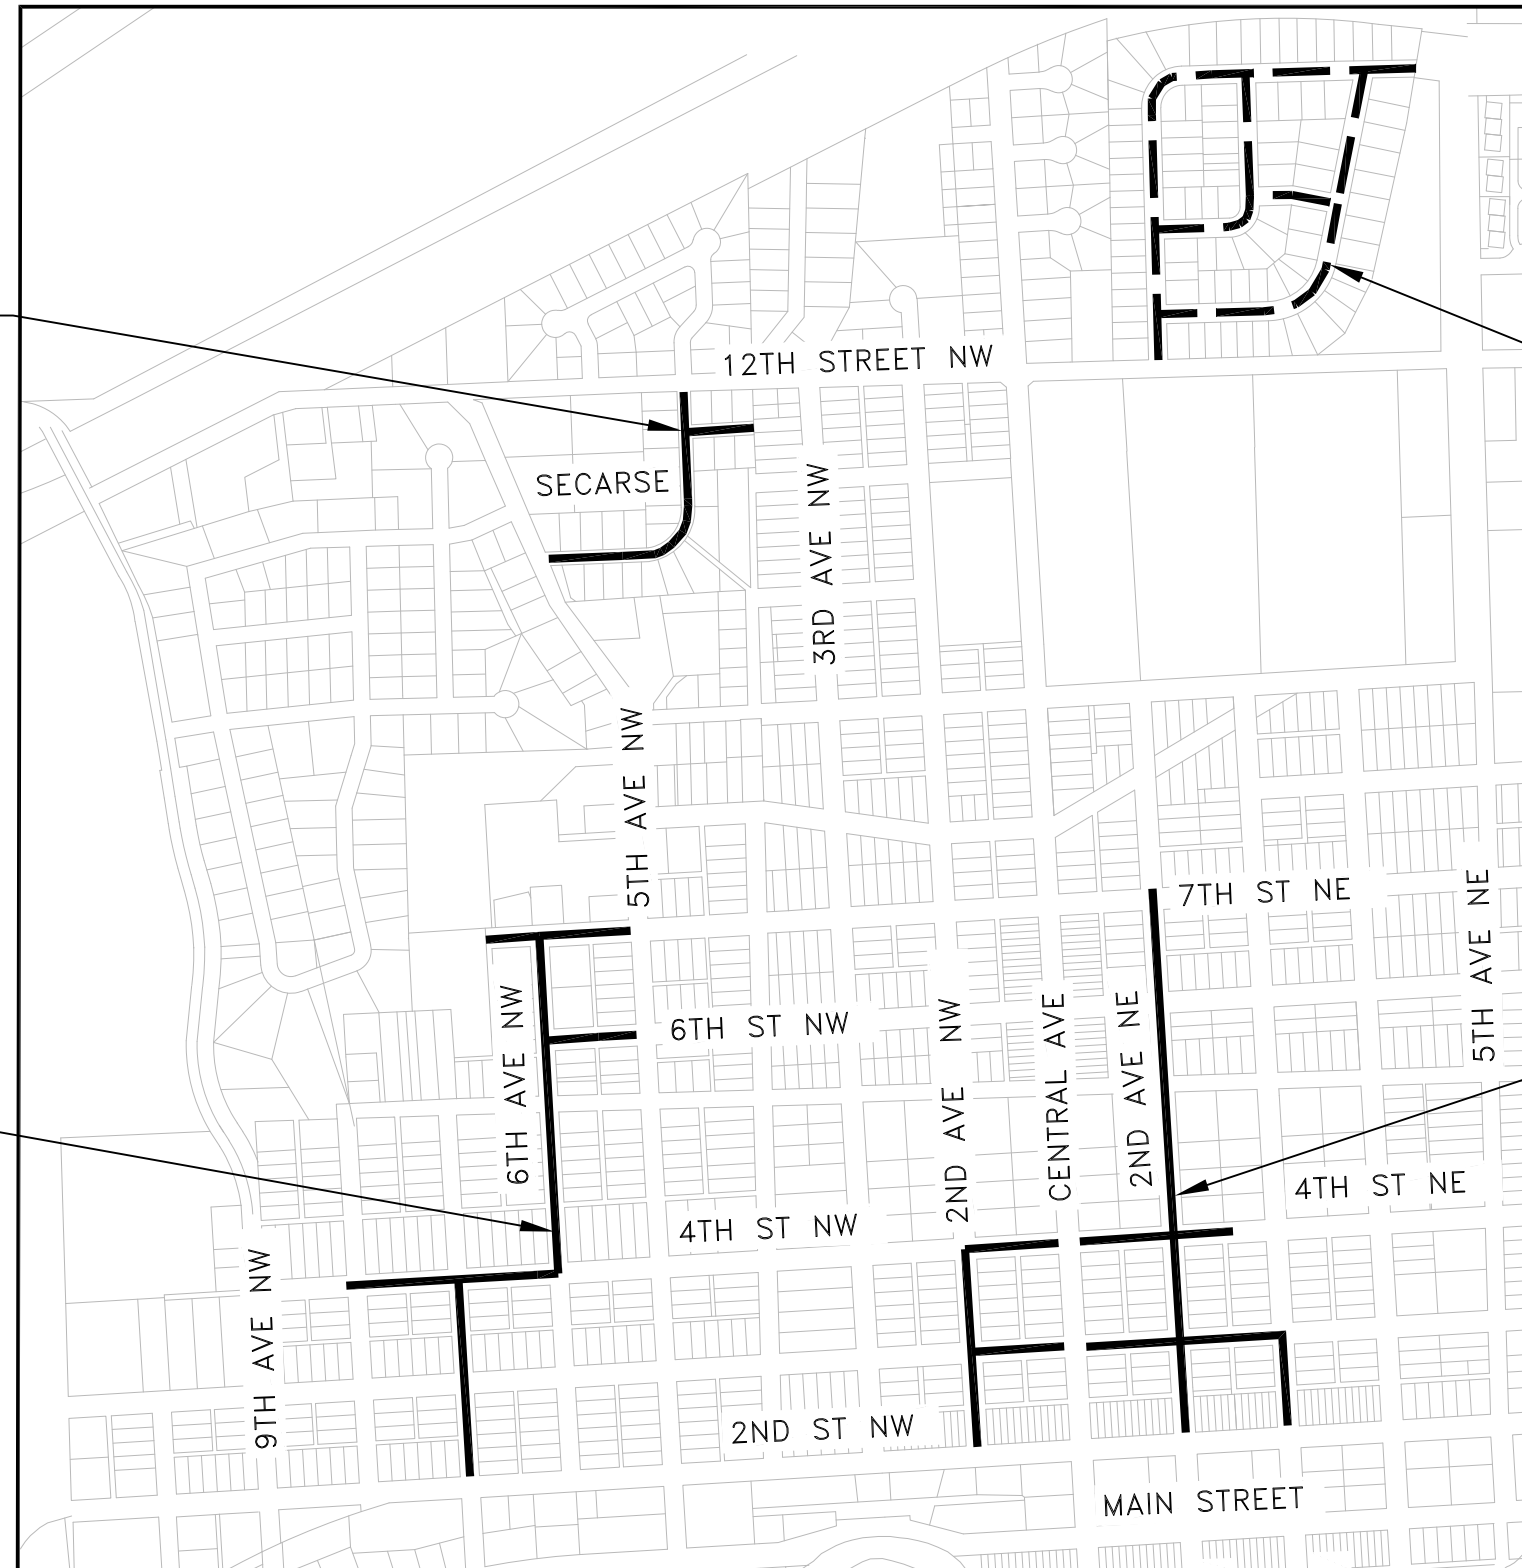 12TH STREET NW
SECARSE
3RD AVE NW
5TH AVE NW
7TH ST NE
5TH AVE NE
6TH AVE NW
6TH ST NW
2ND AVE NW
CENTRAL AVE
2ND AVE NE
4TH ST NE
4TH ST NW
9TH AVE NW
2ND ST NW
MAIN STREET